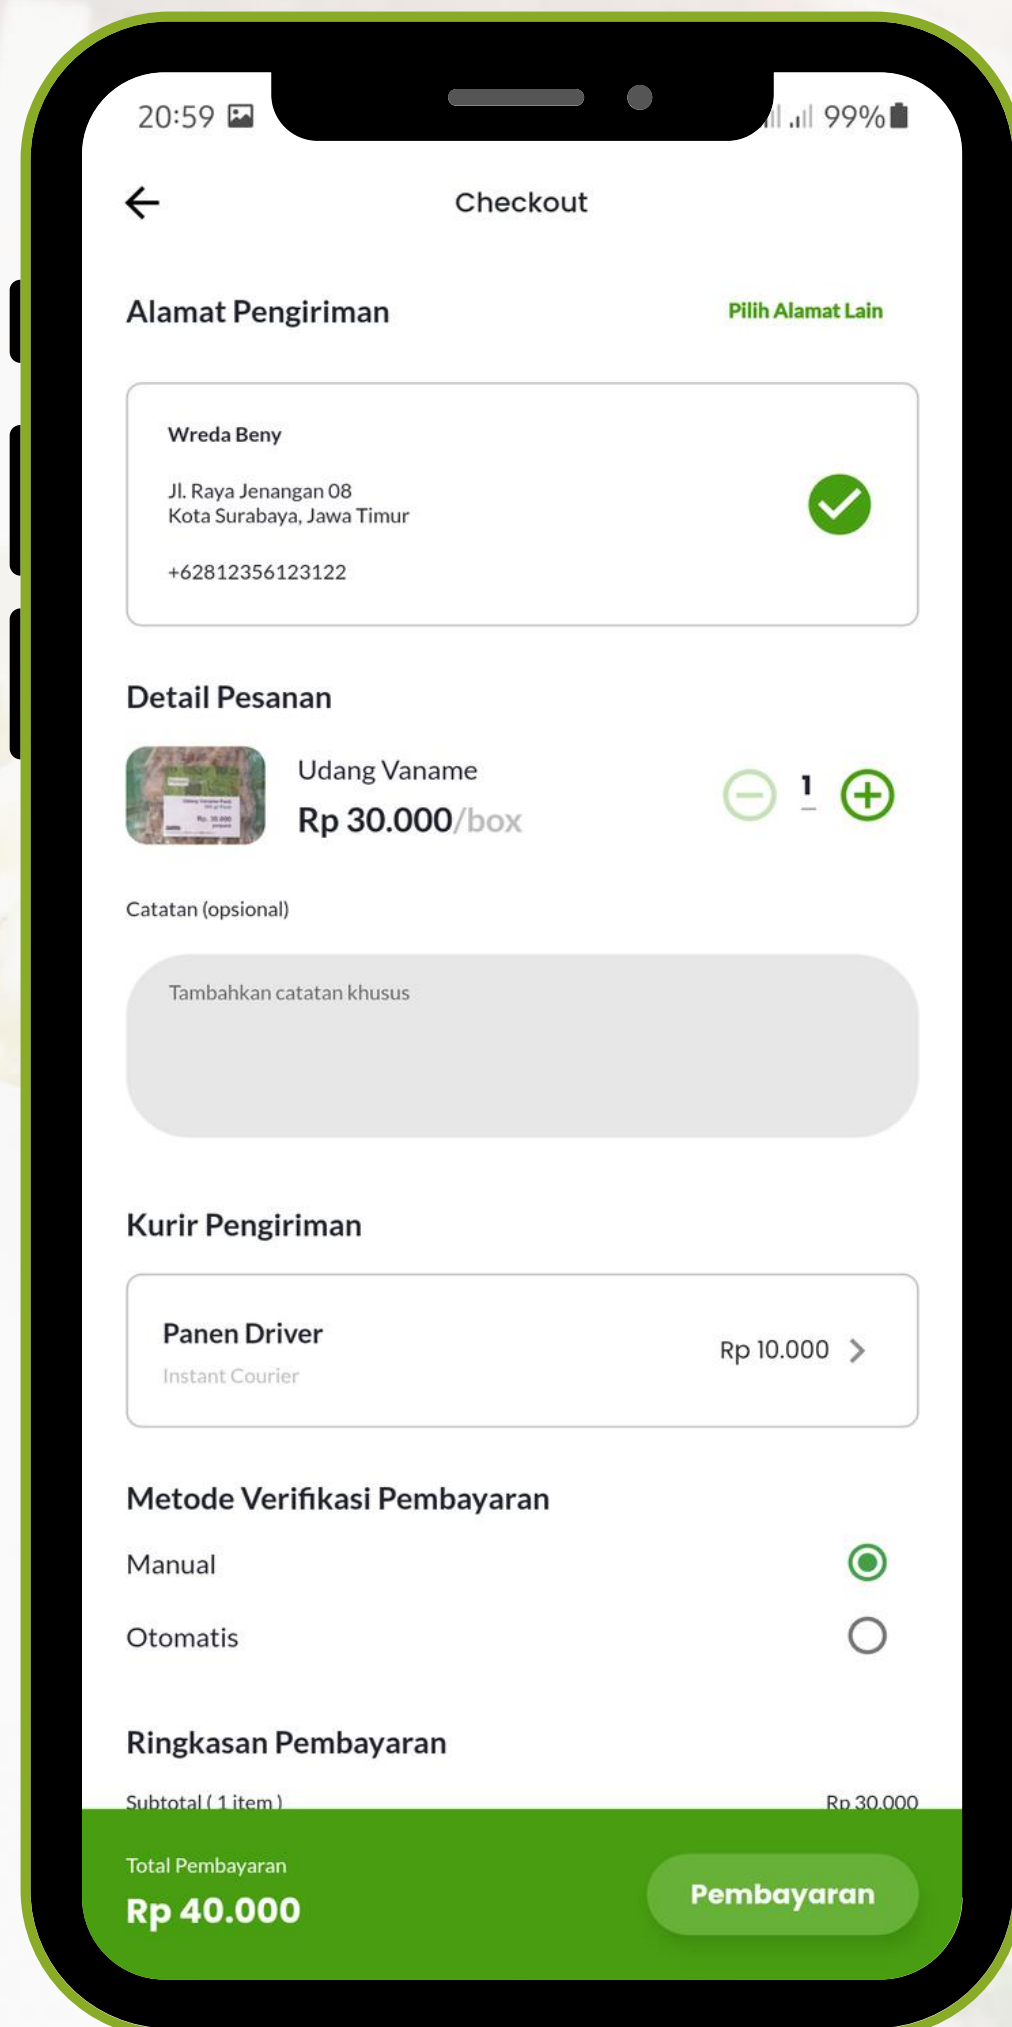 20:59
99%
Checkout
Alamat Pengiriman
Pilih Alamat Lain
Wreda Beny
Jl. Raya Jenangan 08
Kota Surabaya, Jawa Timur
+62812356123122
Detail Pesanan
Udang Vaname
Rp 30.000/box
1
Rp. 30.000
Catatan (opsional)
Tambahkan catatan khusus
Kurir Pengiriman
Panen Driver
Instant Courier
Rp 10.000
Metode Verifikasi Pembayaran
Manual
Otomatis
Ringkasan Pembayaran
Subtotal ( 1 item )
Rp 30.000
Total Pembayaran
Rp 40.000
Pembayaran